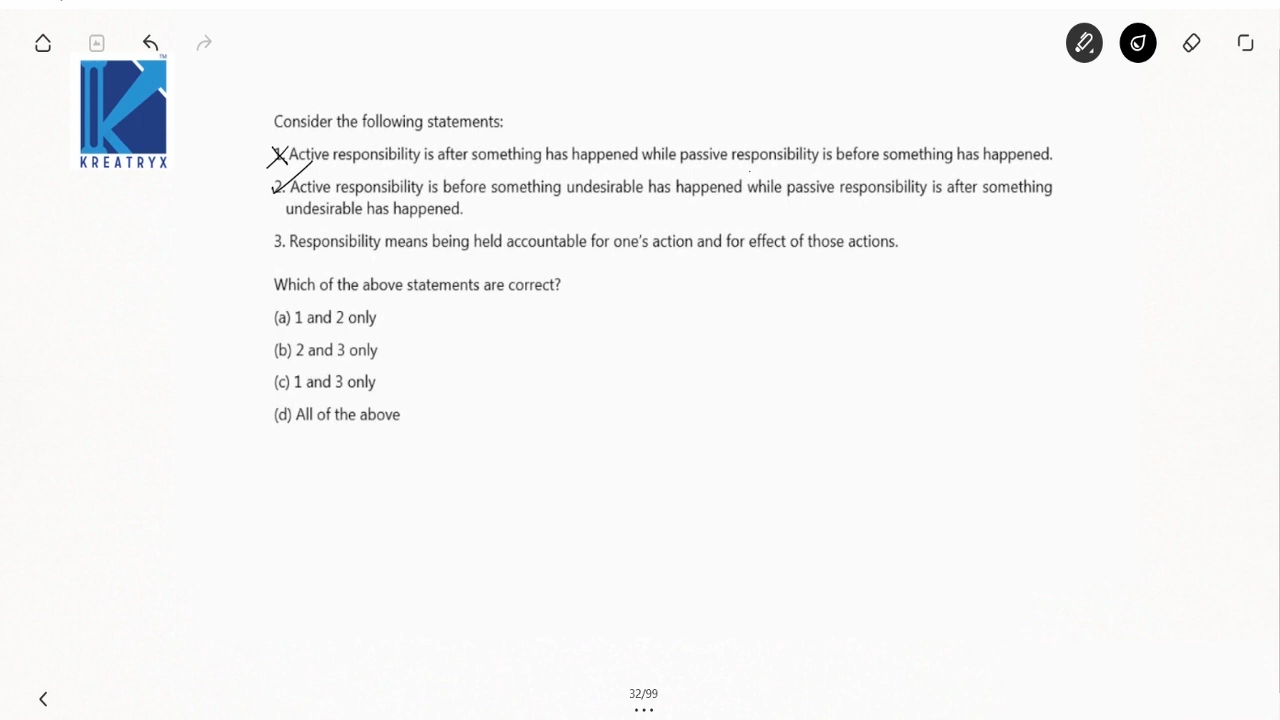 TM
KREATRYX
Consider the following statements:
1. Active responsibility is after something has happened while passive responsibility is before something has happened.
2. Active responsibility is before something undesirable has happened while passive responsibility is after something
undesirable has happened.
3. Responsibility means being held accountable for one's action and for effect of those actions.
Which of the above statements are correct?
(a) 1 and 2 only
(b) 2 and 3 only
(c) 1 and 3 only
(d) All of the above
32/99